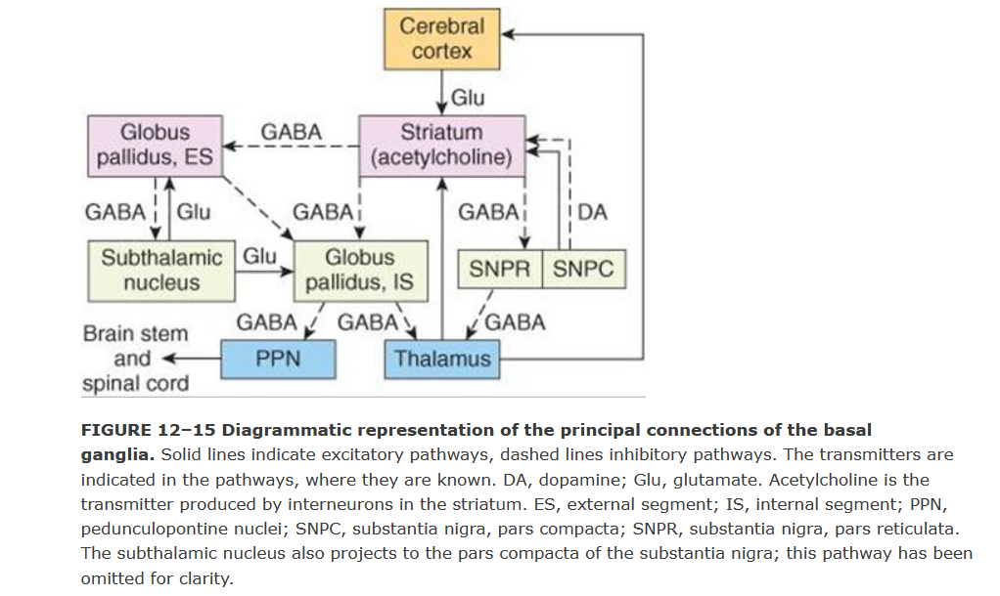 Cerebral
cortex
Glu
Globus
pallidus, ES
GABA
Striatum
(acetylcholine)
GABA
Glu
GABA
GABA
DA
Subthalamic
nucleus
Glu
Globus
pallidus, IS
SNPR
SNPC
GABA
GABA
GABA
Brain stem
and
spinal cord
PPN
Thalamus
FIGURE 12–15 Diagrammatic representation of the principal connections of the basal
ganglia. Solid lines indicate excitatory pathways, dashed lines inhibitory pathways. The transmitters are
indicated in the pathways, where they are known. DA, dopamine; Glu, glutamate. Acetylcholine is the
transmitter produced by interneurons in the striatum. ES, external segment; IS, internal segment; PPN,
pedunculopontine nuclei; SNPC, substantia nigra, pars compacta; SNPR, substantia nigra, pars reticulata.
The subthalamic nucleus also projects to the pars compacta of the substantia nigra; this pathway has been
omitted for clarity.